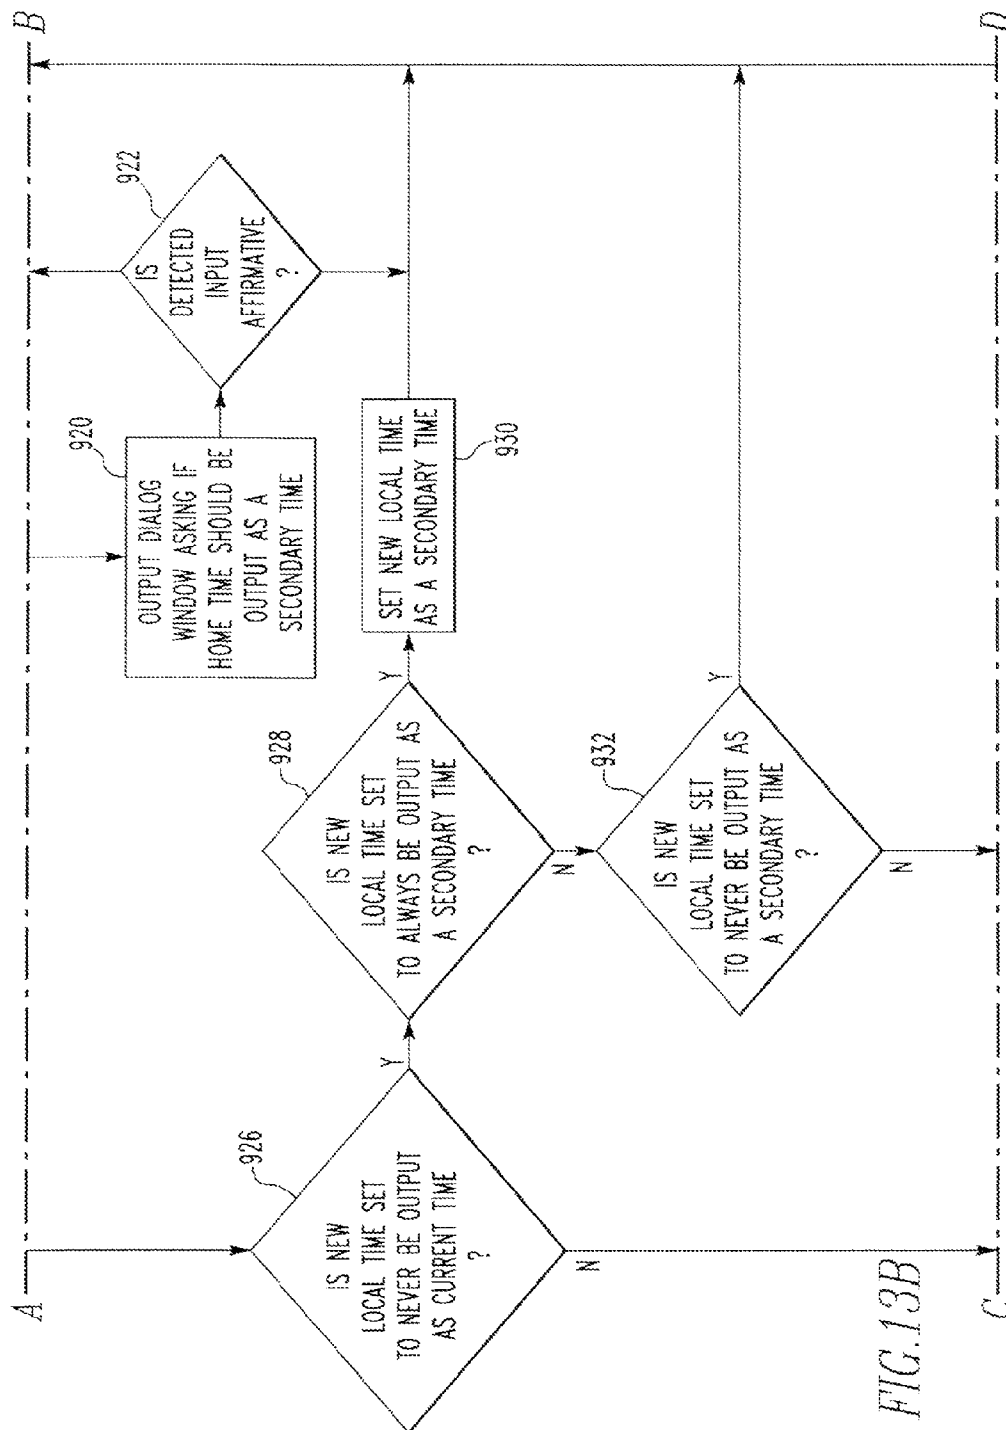 A
B
922
IS
DETECTED
INPUT
AFFIRMATIVE
?
920
OUTPUT DIALOG
WINDOW ASKING IF
HOME TIME SHOULD BE
OUTPUT AS A
SECONDARY TIME
926
IS NEW
LOCAL TIME SET
TO NEVER BE OUTPUT
AS CURRENT TIME
?
Y
N
928
IS NEW
LOCAL TIME SET
TO ALWAYS BE OUTPUT AS
A SECONDARY TIME
?
Y
N
SET NEW LOCAL TIME
AS A SECONDARY TIME
930
932
IS NEW
LOCAL TIME SET
TO NEVER BE OUTPUT AS
A SECONDARY TIME
?
Y
N
C
D
FIG.13B